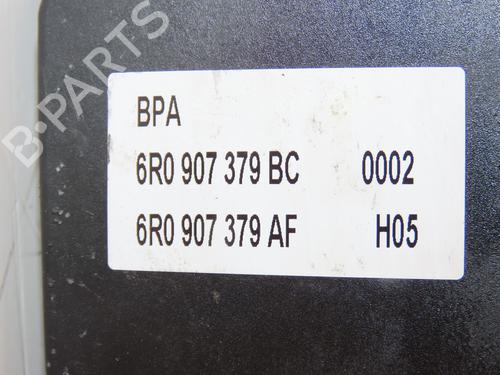 B-PARTS
BPA
6R0 907 379 BC 0002
6R0 907 379 AF H05